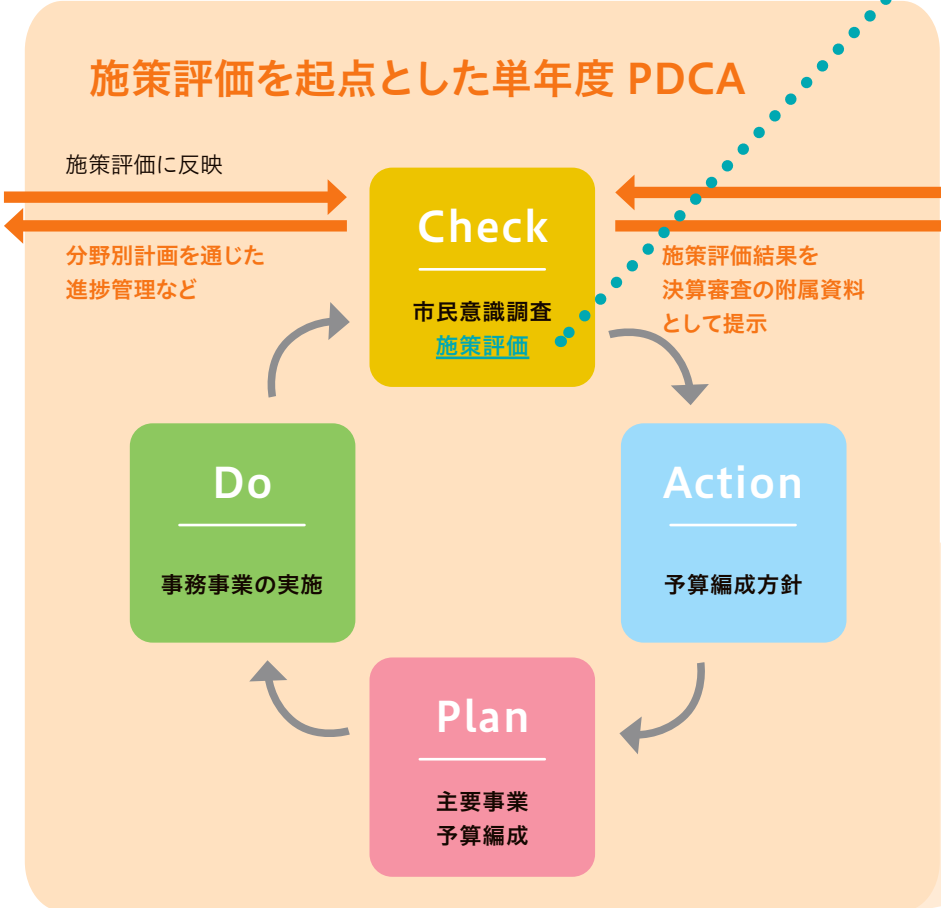 施策評価を起点とした単年度 PDCA
施策評価に反映
分野別計画を通じた
進捗管理など
Check
市民意識調査
施策評価
施策評価結果を
決算審査の附属資料
として提示
Do
事務事業の実施
Action
予算編成方針
Plan
主要事業
予算編成